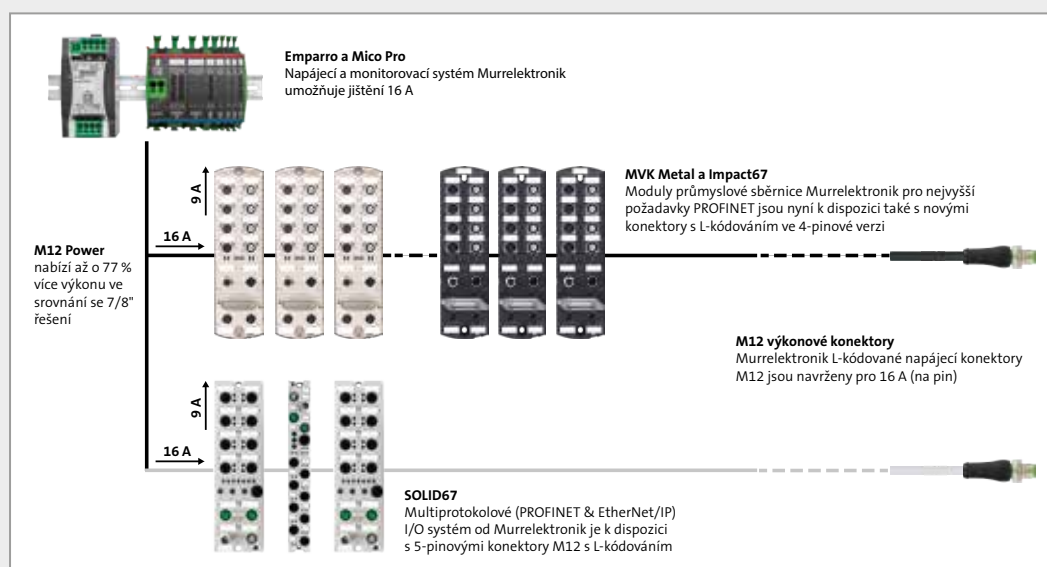 Emparro a Mico Pro
Napájecí a monitorovací systém Murrelektronik
umožňuje jištění 16 A
9 A
16 A
MVK Metal a Impact67
Moduly průmyslové sběrnice Murrelektronik pro nejvyšší
požadavky PROFINET jsou nyní k dispozici také s novými
konektory s L-kódováním ve 4-pinové verzi
M12 Power
nabízí až o 77 %
více výkonu ve
srovnání se 7/8"
řešení
M12 výkonové konektory
Murrelektronik L-kódované napájecí konektory
M12 jsou navrženy pro 16 A (na pin)
9 A
16 A
SOLID67
Multiprotokolové (PROFINET & EtherNet/IP)
I/O systém od Murrelektronik je k dispozici
s 5-pinovými konektory M12 s L-kódováním